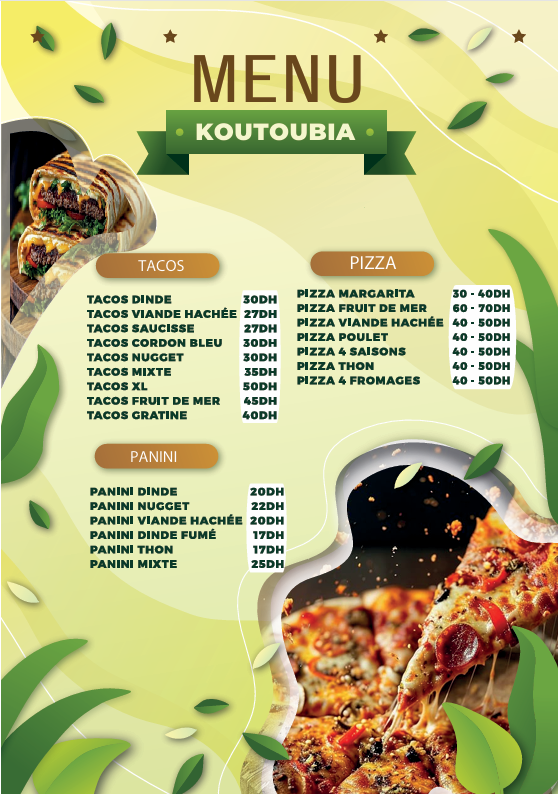 MENU
KOUTOUBIA
TACOS
TACOS DINDE 30DH
TACOS VIANDE HACHÉE 27DH
TACOS SAUCISSE 27DH
TACOS CORDON BLEU 30DH
TACOS NUGGET 30DH
TACOS MIXTE 35DH
TACOS XL 50DH
TACOS FRUIT DE MER 45DH
TACOS GRATINE 40DH
PIZZA
PIZZA MARGARITA 30 - 40DH
PIZZA FRUIT DE MER 60 - 70DH
PIZZA VIANDE HACHÉE 40 - 50DH
PIZZA POULET 40 - 50DH
PIZZA 4 SAISONS 40 - 50DH
PIZZA THON 40 - 50DH
PIZZA 4 FROMAGES 40 - 50DH
PANINI
PANINI DINDE 20DH
PANINI NUGGET 22DH
PANINI VIANDE HACHÉE 20DH
PANINI DINDE FUMÉ 17DH
PANINI THON 17DH
PANINI MIXTE 25DH